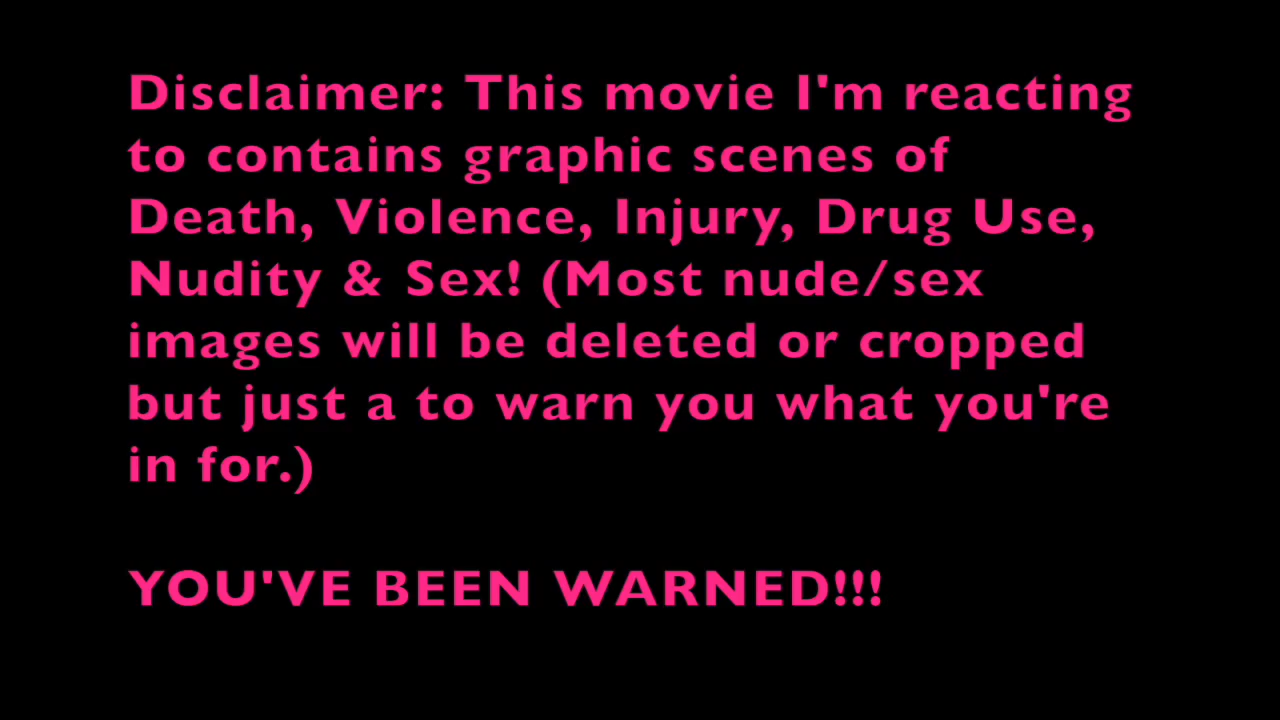 Disclaimer: This movie I'm reacting
to contains graphic scenes of
Death, Violence, Injury, Drug Use,
Nudity & Sex! (Most nude/sex
images will be deleted or cropped
but just a to warn you what you're
in for.)
YOU'VE BEEN WARNED!!!